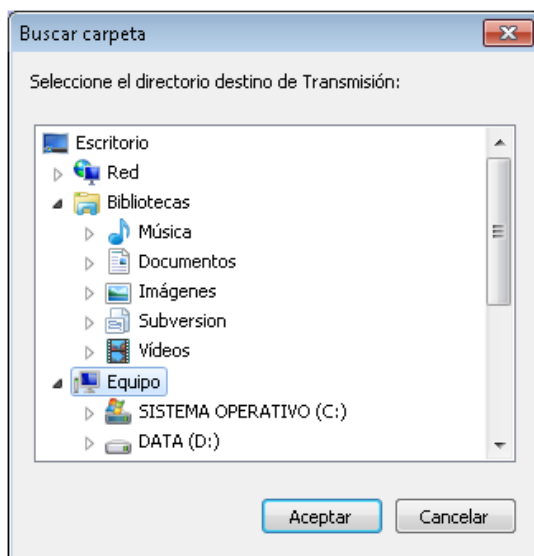 Buscar carpeta
Seleccione el directorio destino de Transmisión:
Escritorio
Red
Bibliotecas
Música
Documentos
Imágenes
Subversion
Vídeos
Equipo
SISTEMA OPERATIVO (C:)
DATA (D:)
Aceptar Cancelar